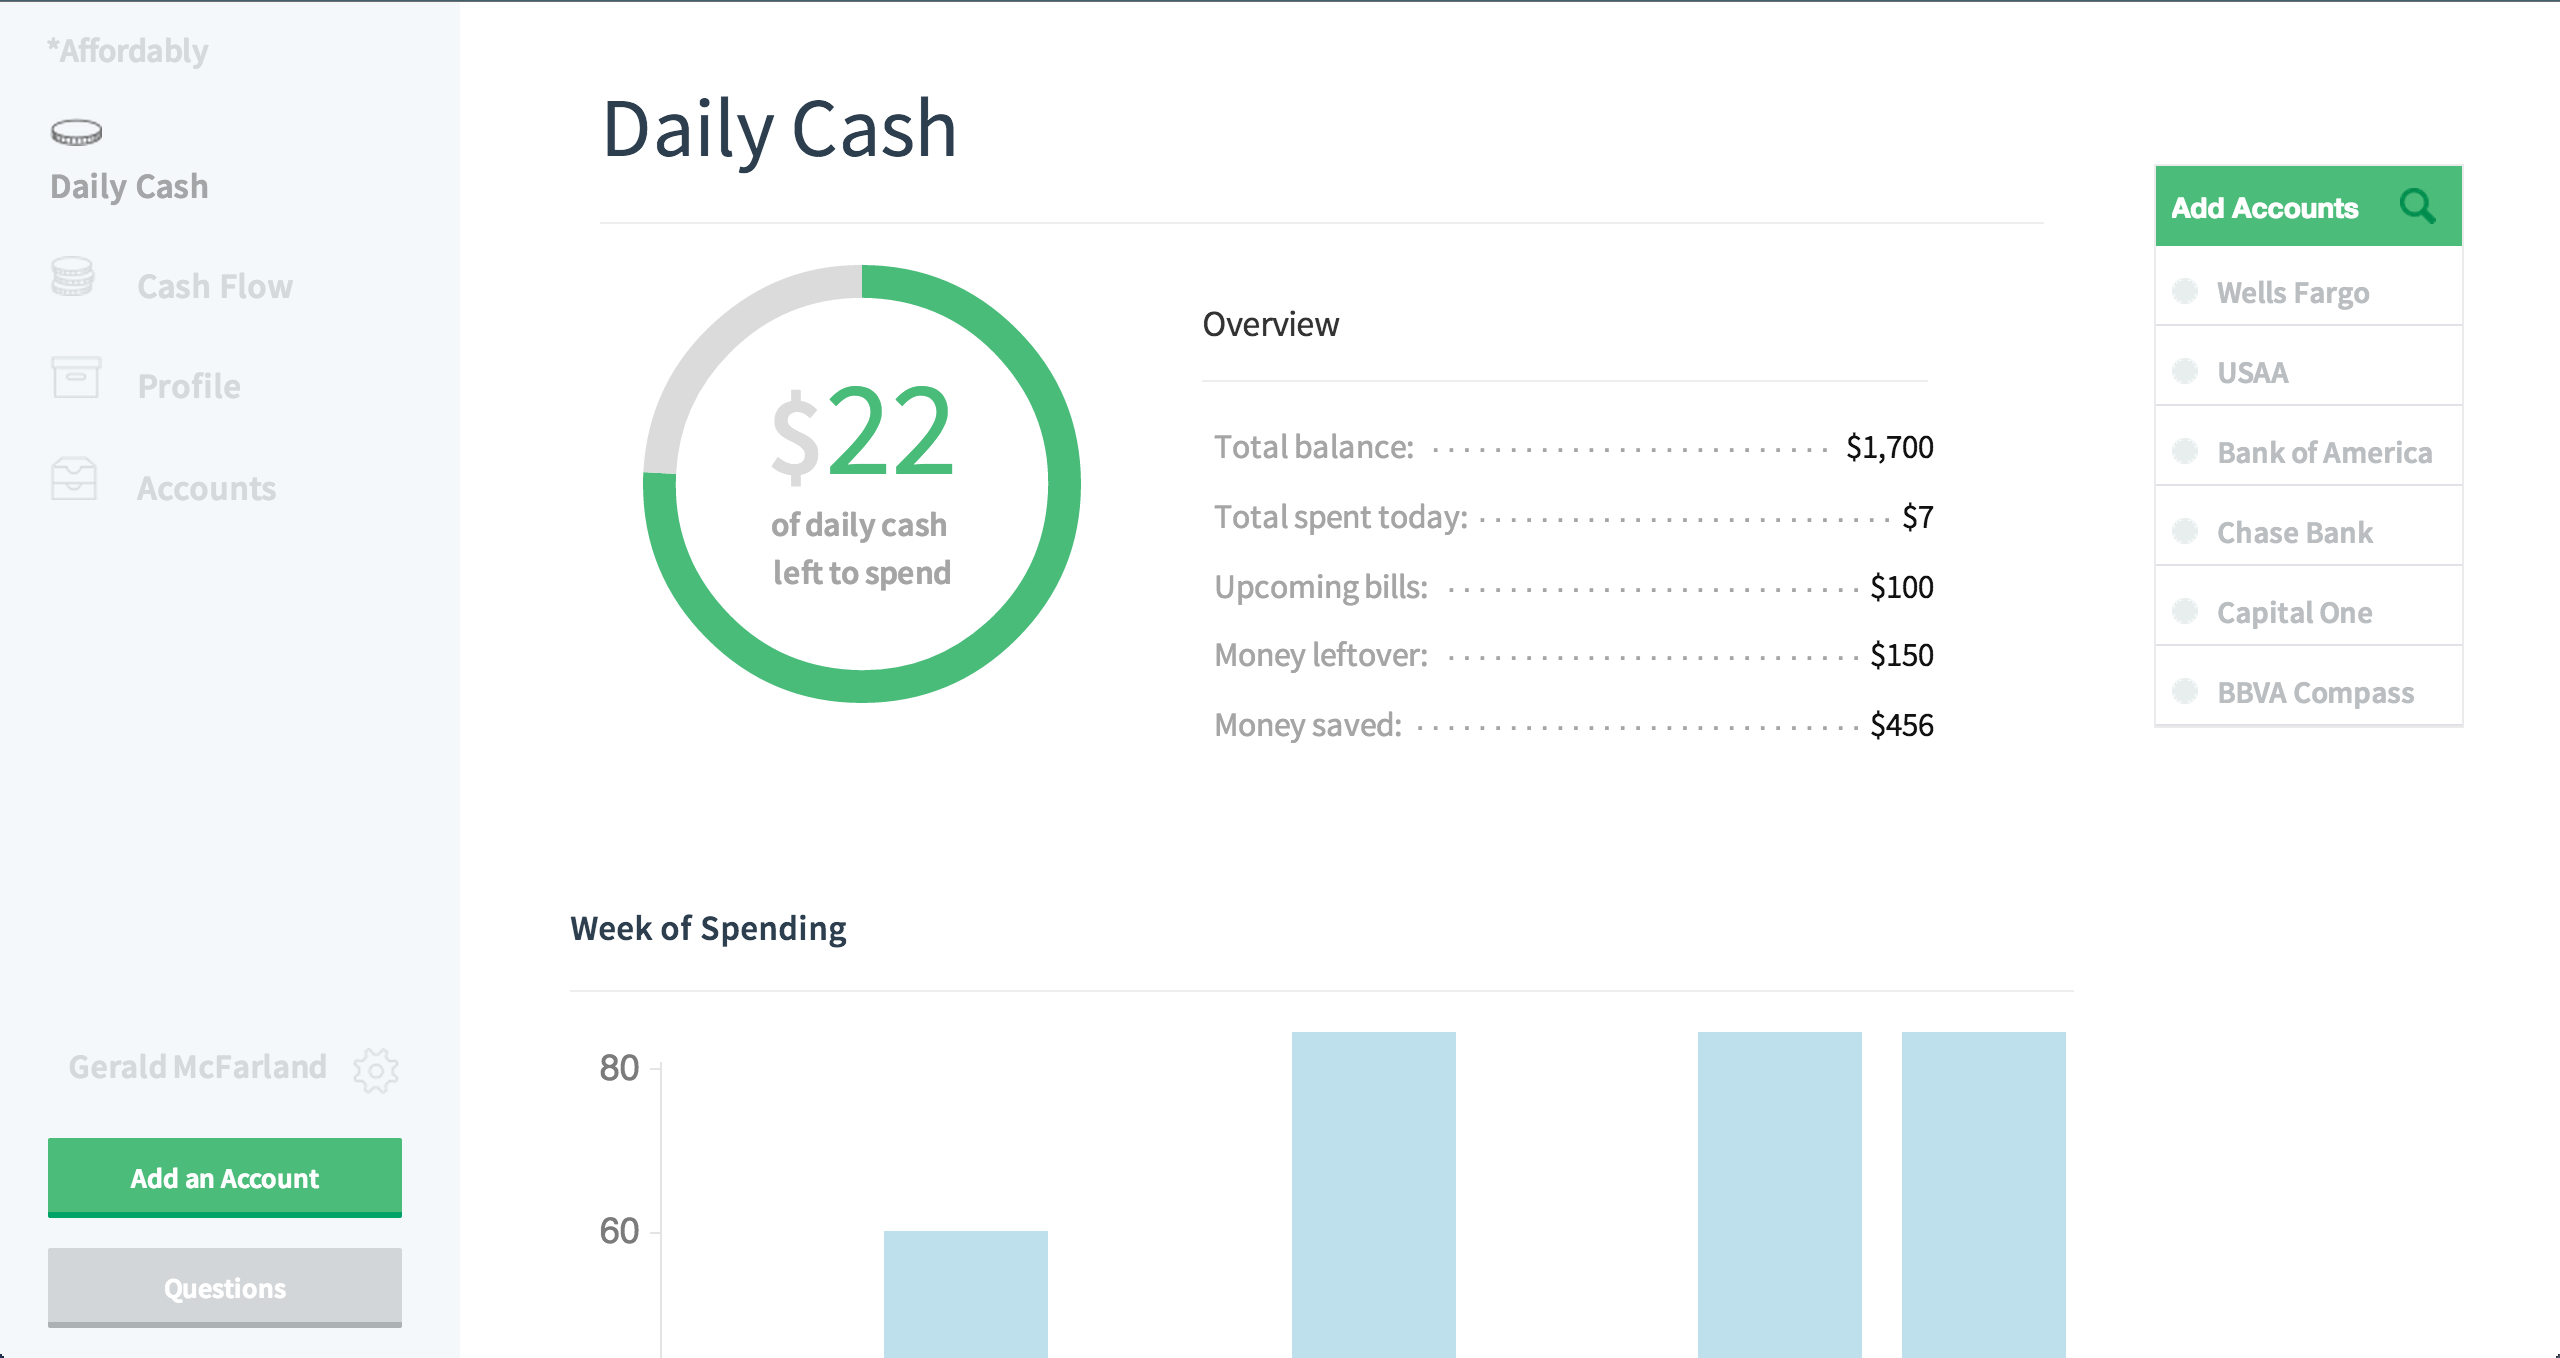 *Affordably
Daily Cash
Cash Flow
Profile
Accounts
Gerald McFarland
Add an Account
Questions
Daily Cash
$22
of daily cash
left to spend
Overview
Total balance: $1,700
Total spent today: $7
Upcoming bills: $100
Money leftover: $150
Money saved: $456
Add Accounts
Wells Fargo
USAA
Bank of America
Chase Bank
Capital One
BBVA Compass
Week of Spending
80
60